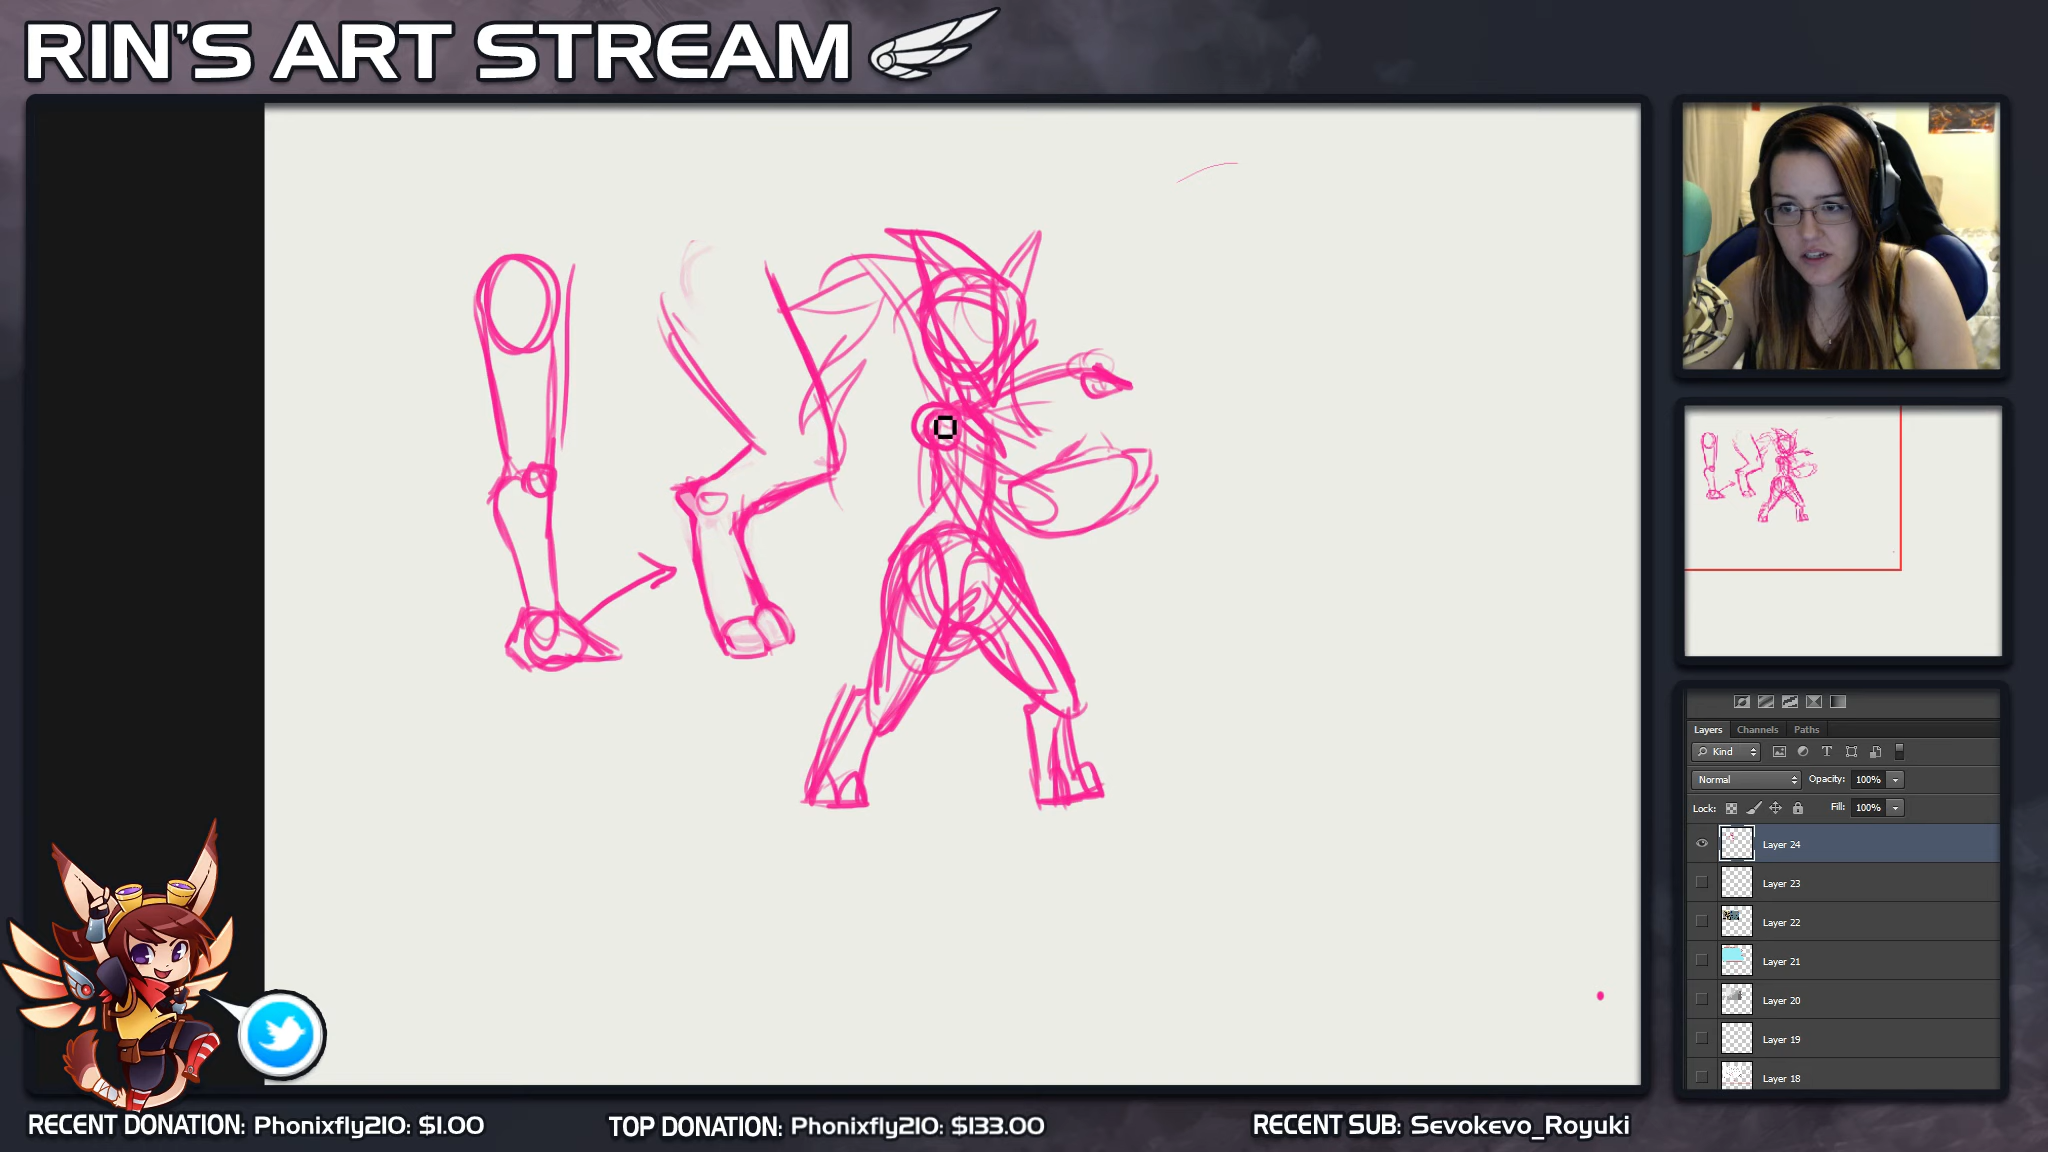 RIN'S ART STREAM
Layers Channels Paths
Kind
Normal Opacity: 100%
Lock: Fill: 100%
Layer 24
Layer 23
Layer 22
Layer 21
Layer 20
Layer 19
Layer 18
RECENT DONATION: Phonixfly210: $1.00 TOP DONATION: Phonixfly210: $133.00 RECENT SUB: Sevokevo_Royuki